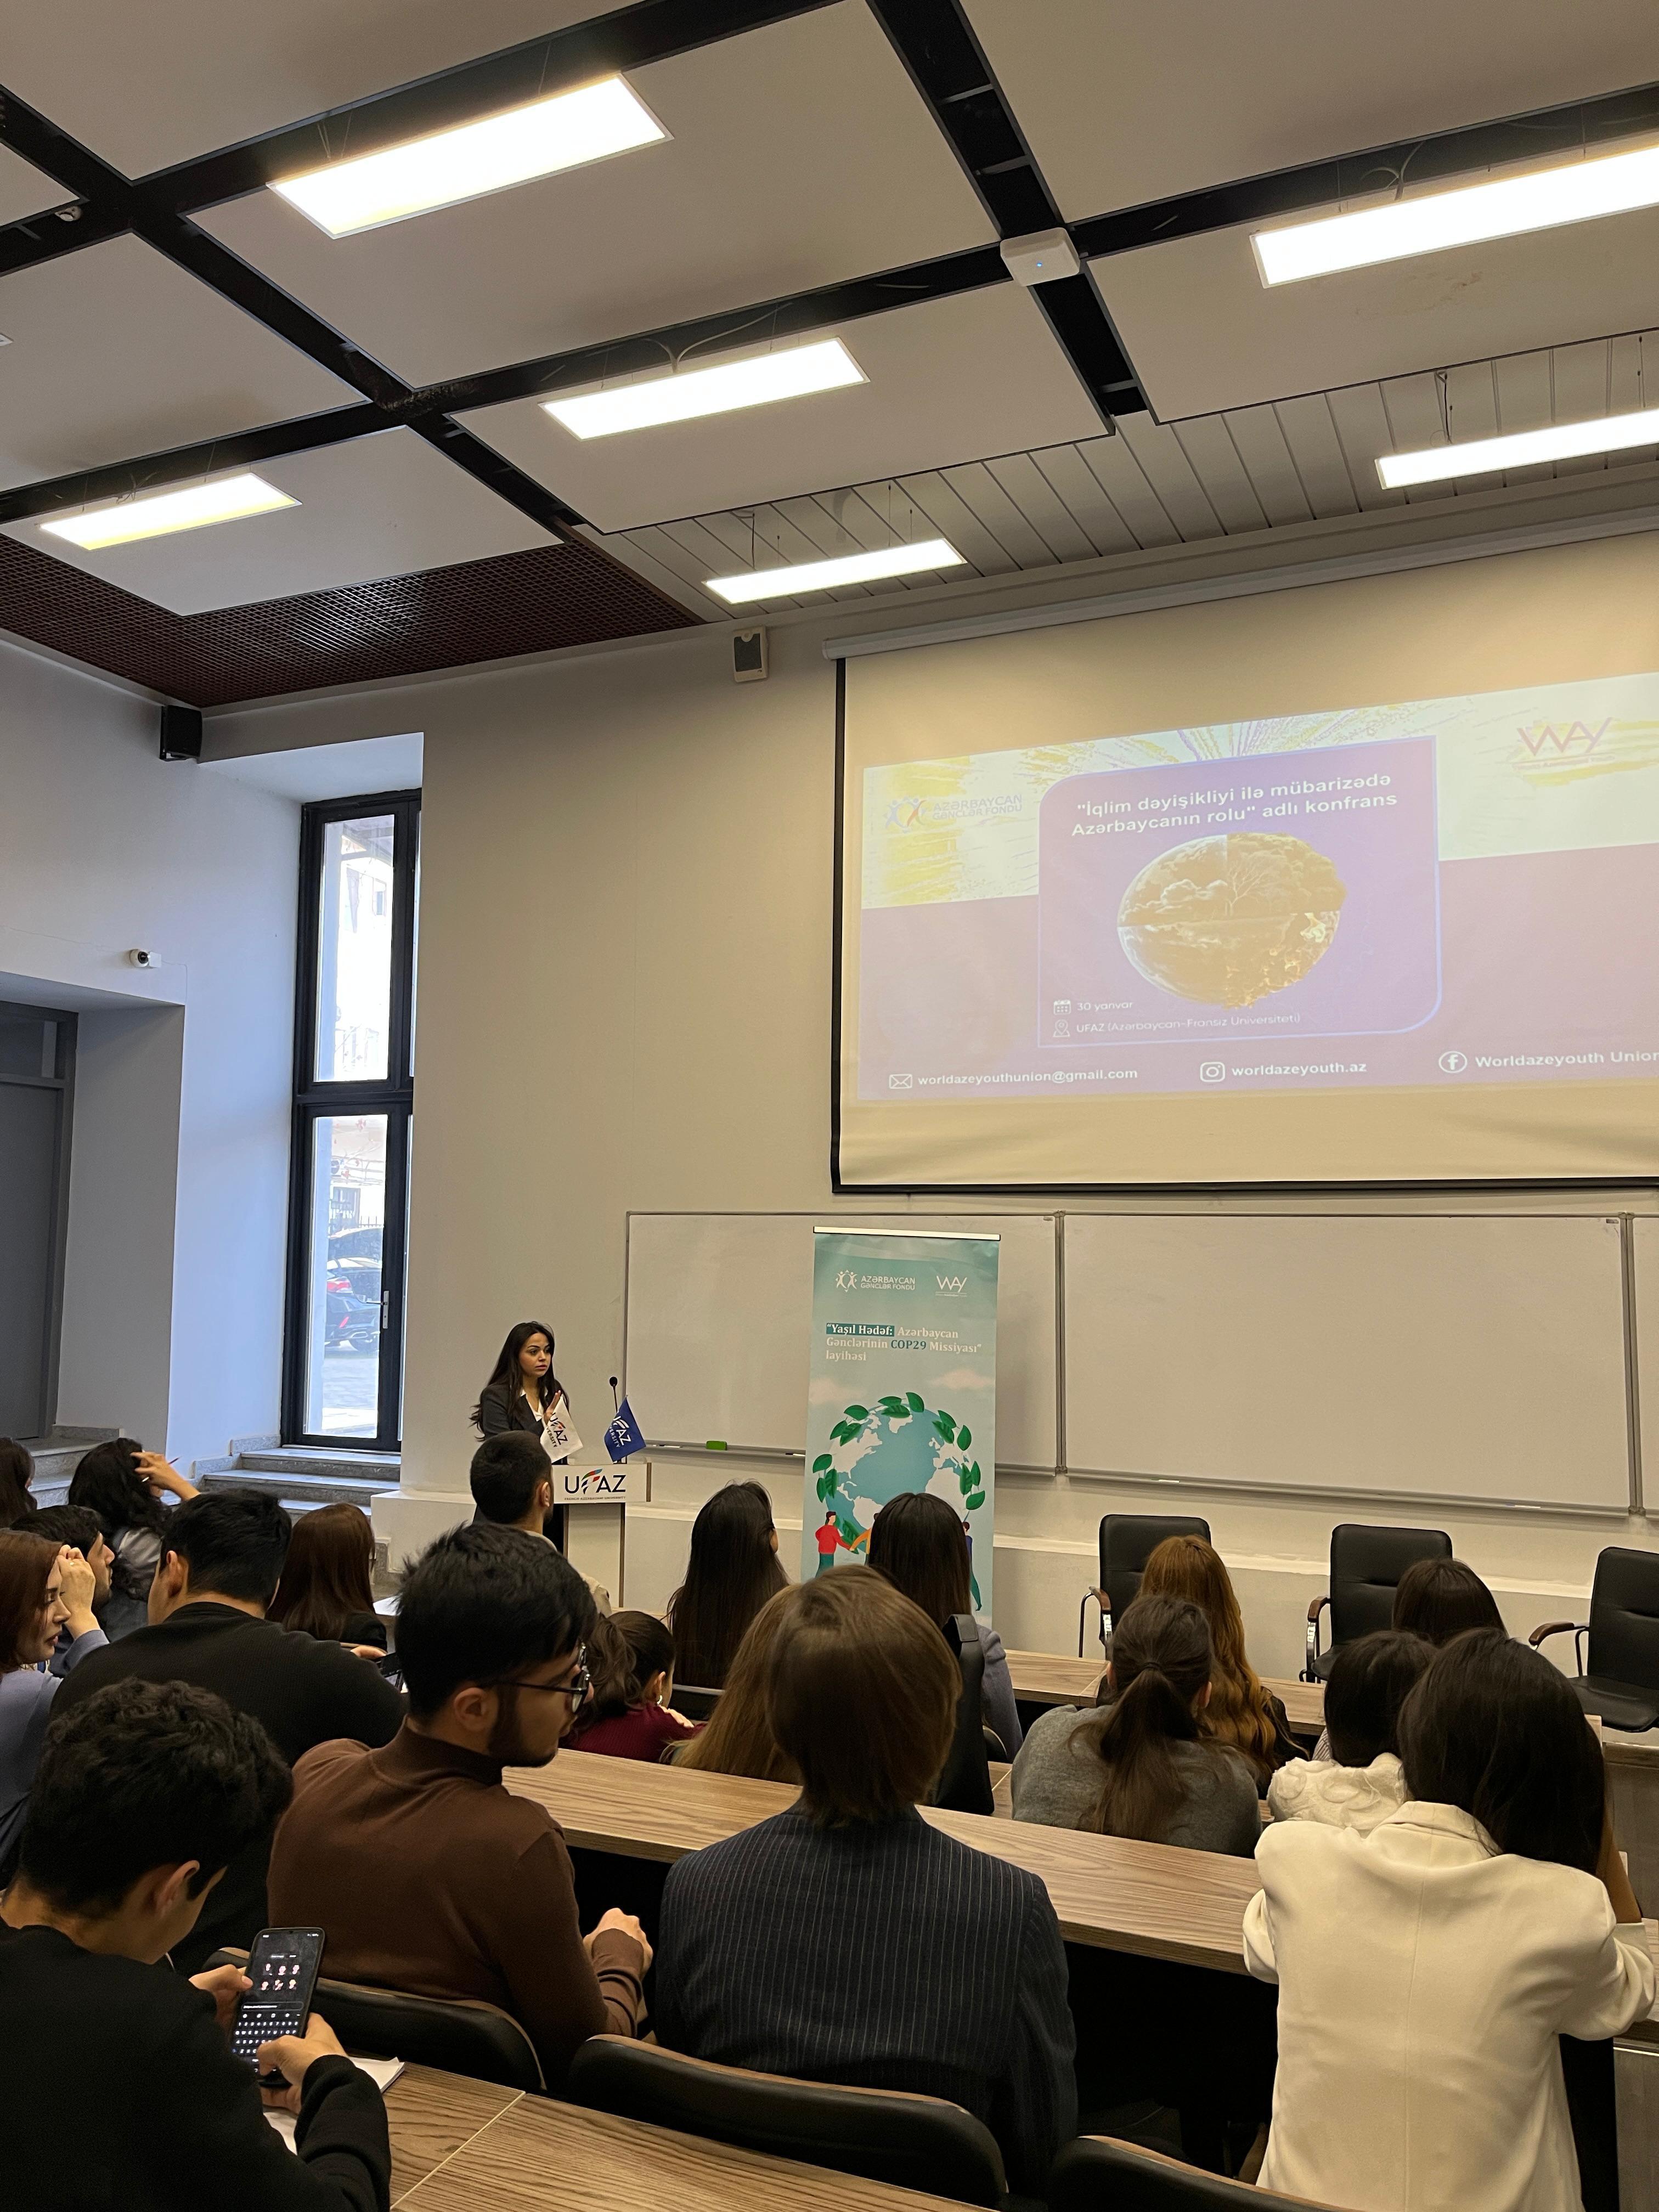 AZƏRBAYCAN
GƏNCLƏR FONDU
WAY
"İqlim dəyişikliyi ilə mübarizədə
Azərbaycanın rolu" adlı konfrans
30 yanvar
UFAZ (Azərbaycan-Fransız Universiteti)
worldazeyouthunion@gmail.com
worldazeyouth.az
Worldazeyouth Union
AZƏRBAYCAN
GƏNCLƏR FONDU
WAY
"Yaşıl Hədəf: Azərbaycan
Gənclərinin COP29 Missiyası"
layihəsi
UFAZ